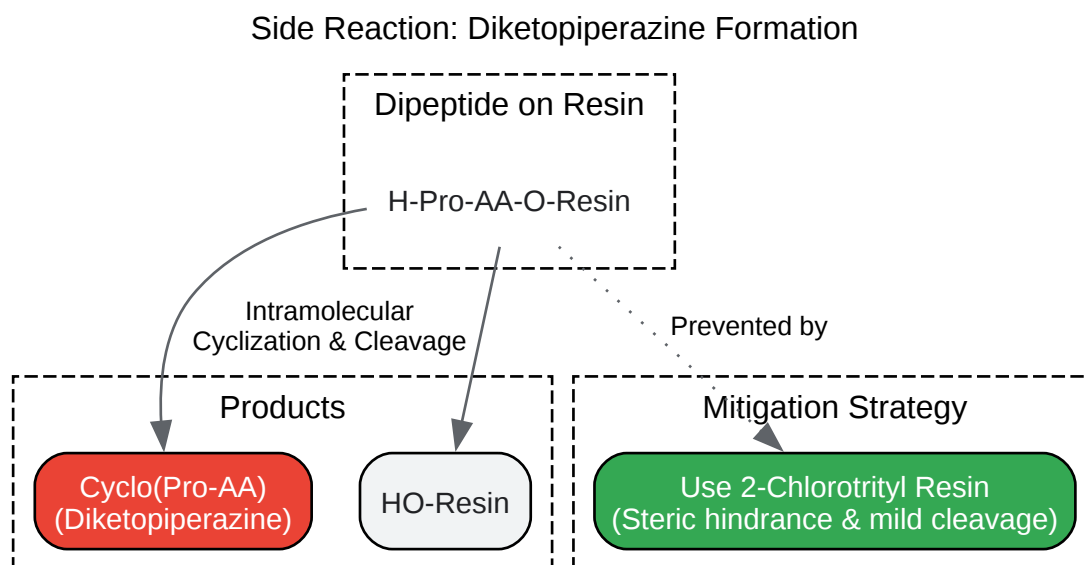 Side Reaction: Diketopiperazine Formation
Dipeptide on Resin
H-Pro-AA-O-Resin
Intramolecular
Cyclization & Cleavage
Prevented by
Products
Mitigation Strategy
Cyclo(Pro-AA)
(Diketopiperazine)
HO-Resin
Use 2-Chlorotrityl Resin
(Steric hindrance & mild cleavage)